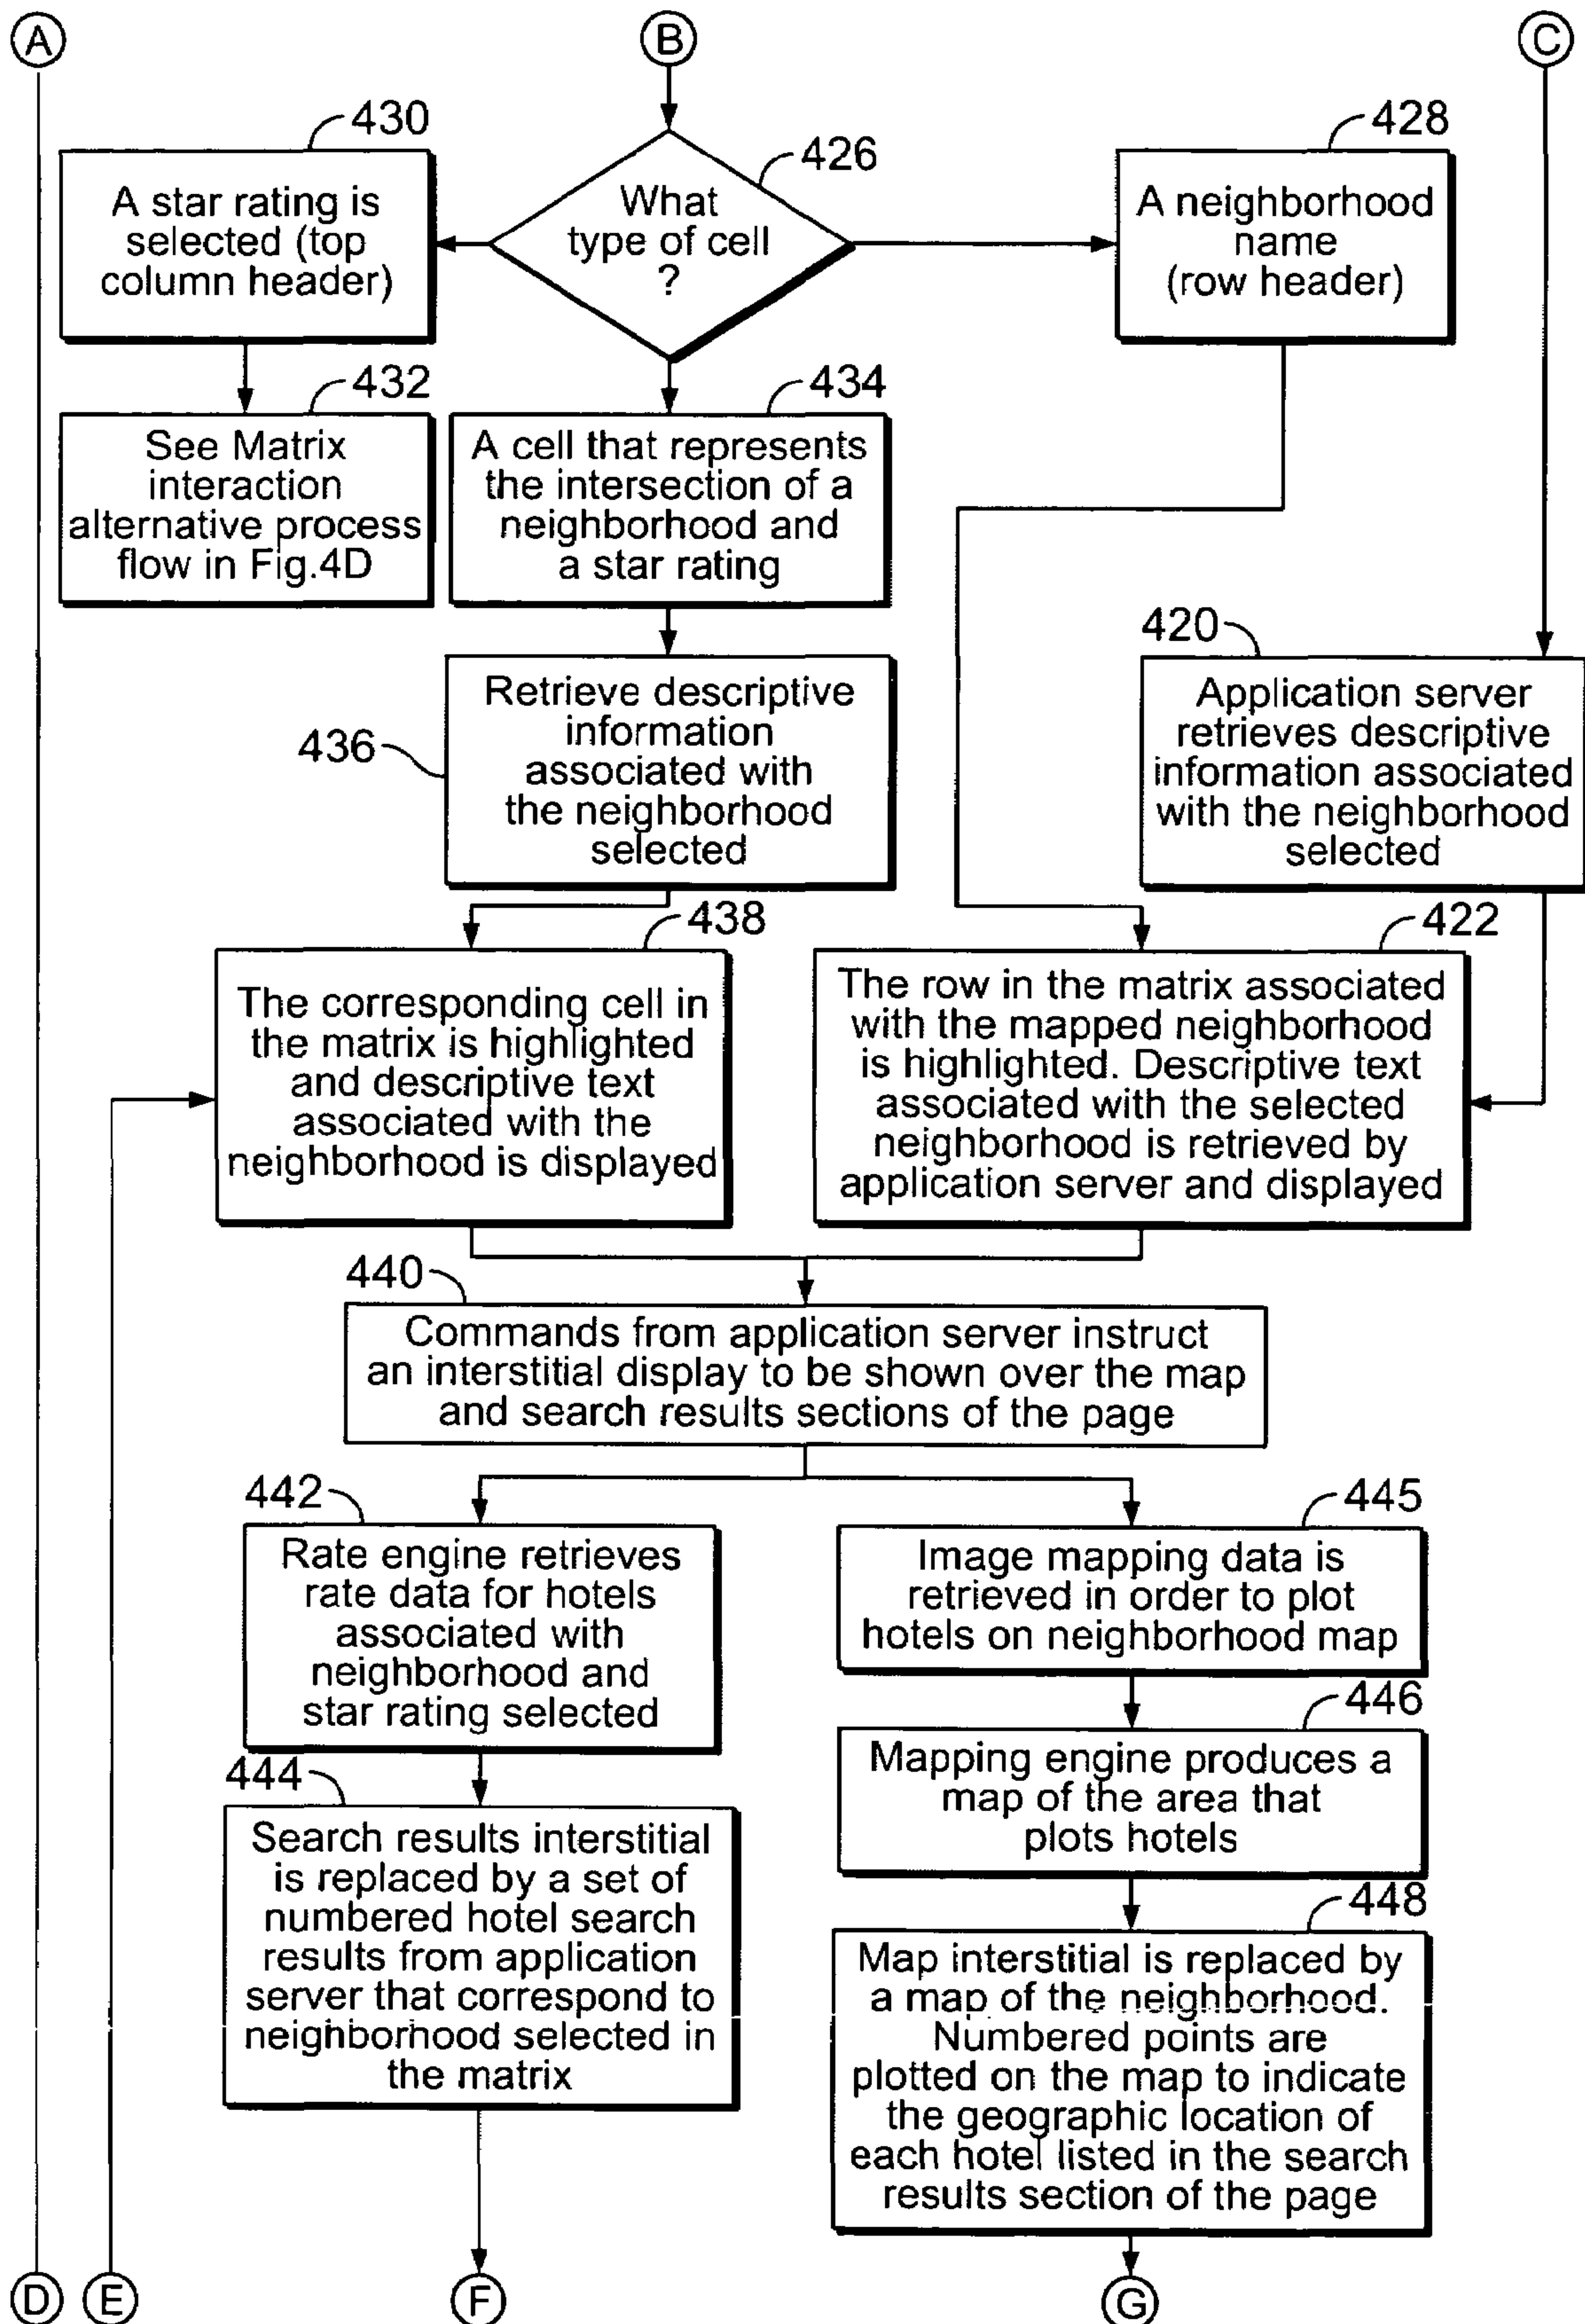 A
B
C
430
428
426
A star rating is
selected (top
column header)
What
type of cell
?
A neighborhood
name
(row header)
432
434
See Matrix
interaction
alternative process
flow in Fig.4D
A cell that represents
the intersection of a
neighborhood and
a star rating
420
436
Retrieve descriptive
information
associated with
the neighborhood
selected
Application server
retrieves descriptive
information associated
with the neighborhood
selected
438
422
The corresponding cell in
the matrix is highlighted
and descriptive text
associated with the
neighborhood is displayed
The row in the matrix associated
with the mapped neighborhood
is highlighted. Descriptive text
associated with the selected
neighborhood is retrieved by
application server and displayed
440
Commands from application server instruct
an interstitial display to be shown over the map
and search results sections of the page
442
445
Rate engine retrieves
rate data for hotels
associated with
neighborhood and
star rating selected
Image mapping data is
retrieved in order to plot
hotels on neighborhood map
446
444
Mapping engine produces a
map of the area that
plots hotels
Search results interstitial
is replaced by a set of
numbered hotel search
results from application
server that correspond to
neighborhood selected in
the matrix
448
Map interstitial is replaced by
a map of the neighborhood.
Numbered points are
plotted on the map to indicate
the geographic location of
each hotel listed in the search
results section of the page
D
E
F
G